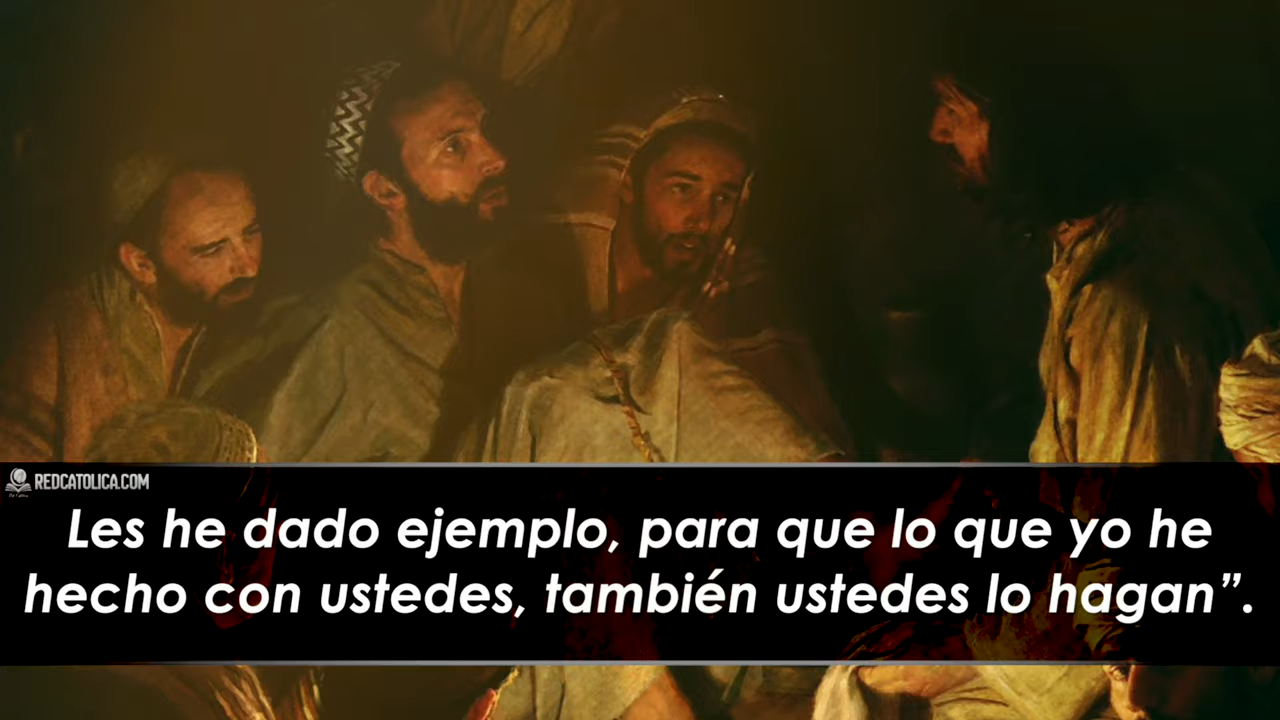 REDCATOLICA.COM
Les he dado ejemplo, para que lo que yo he
hecho con ustedes, también ustedes lo hagan”.